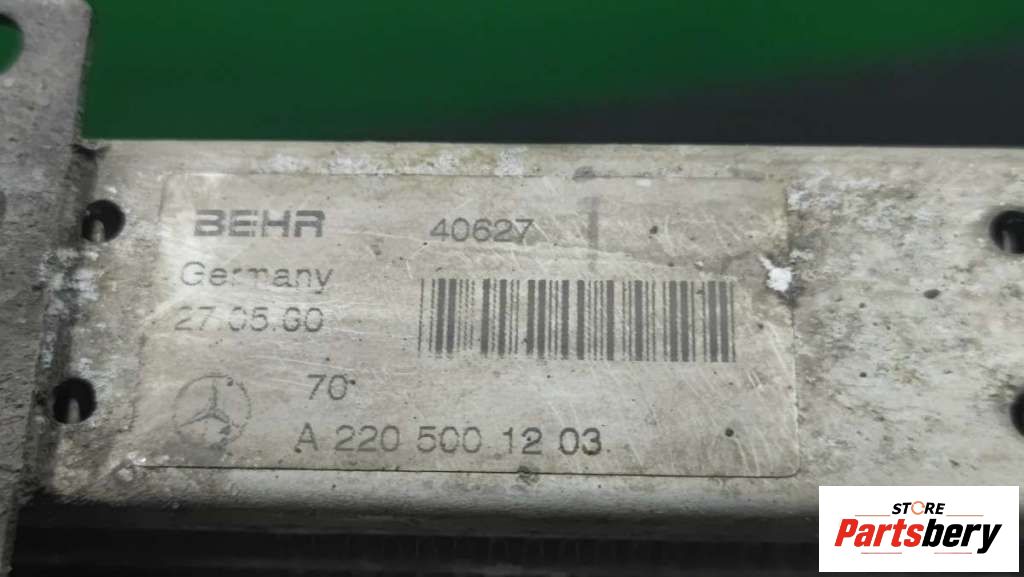 BEHR 40627
Germany
27.05.00
70
A 220 500 12 03
STORE
Partsbery